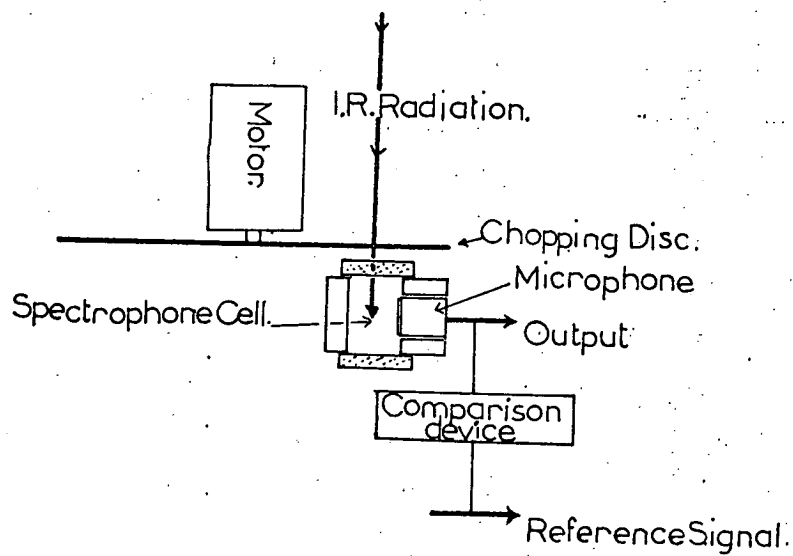 I.R. Radiation.
Motor.
Chopping Disc.
Microphone
Spectrophone Cell.
Output
Comparison
device
Reference Signal.